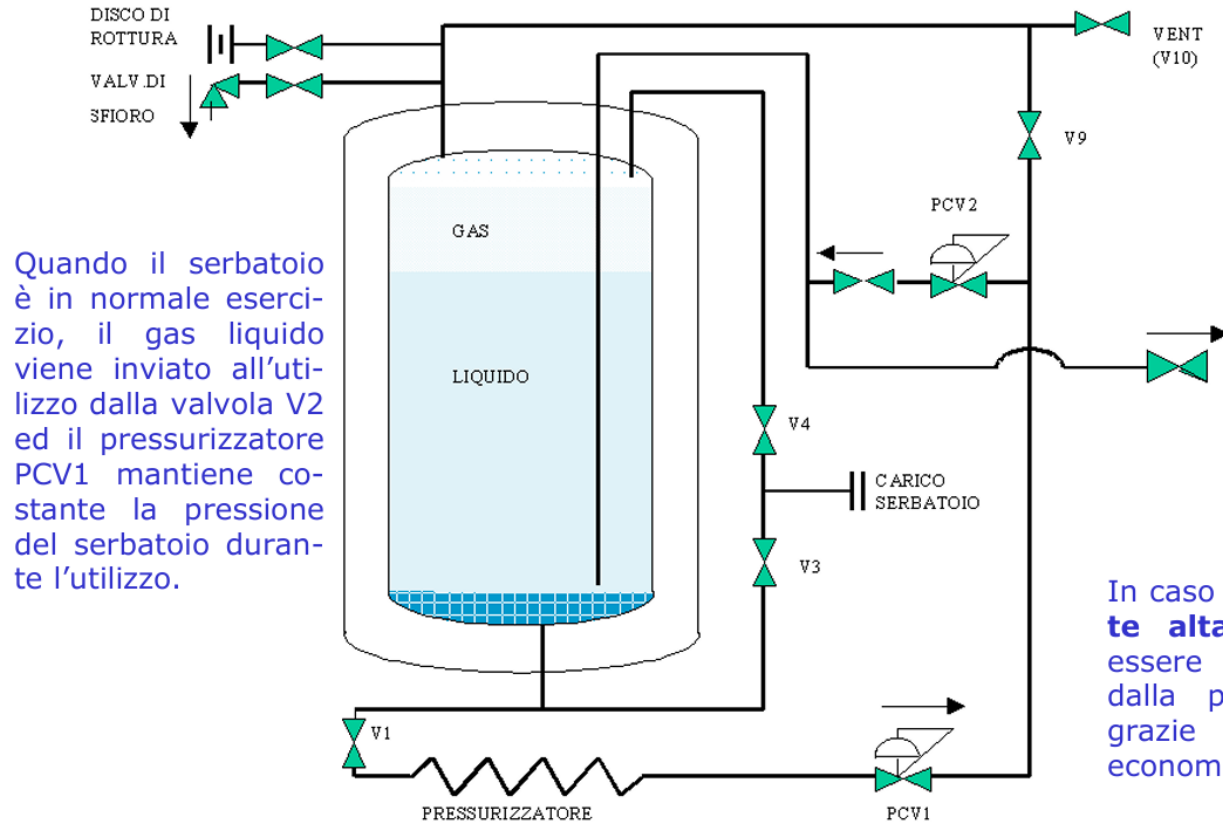 DISCO DI
ROTTURA
VALV.DI
SFIORO
VENT
(V10)
V9
PCV2
GAS
LIQUIDO
V4
CARICO
SERBATOIO
V3
V1
PRESSURIZZATORE
PCV1
Quando il serbatoio
è in normale eserci-
zio, il gas liquido
viene inviato all'uti-
lizzo dalla valvola V2
ed il pressurizzatore
PCV1 mantiene co-
stante la pressione
del serbatoio duran-
te l'utilizzo.
In caso
te alta
essere
dalla p
grazie
econom